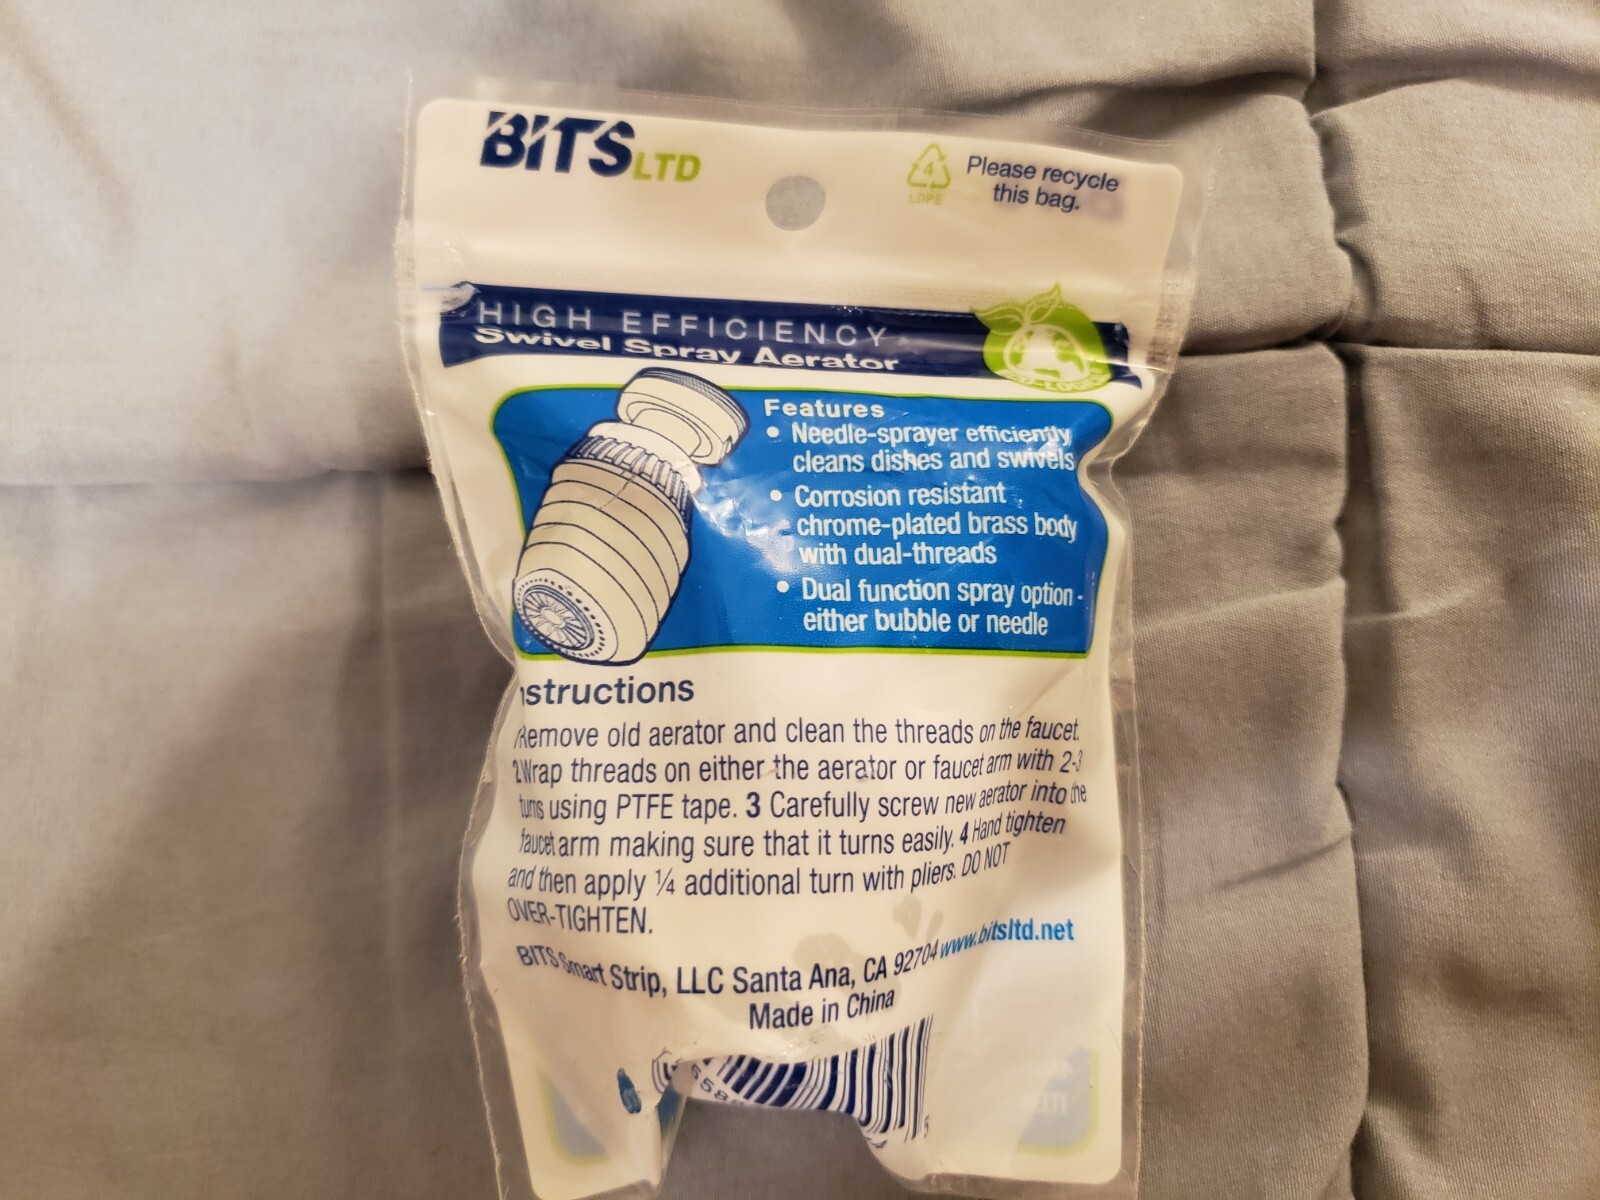 BITS LTD
4
LDPE
Please recycle
this bag.
HIGH EFFICIENCY
Swivel Spray Aerator
Features
• Needle-sprayer efficiently
cleans dishes and swivels
• Corrosion resistant
chrome-plated brass body
with dual-threads
• Dual function spray option -
either bubble or needle
nstructions
Remove old aerator and clean the threads on the faucet.
2 Wrap threads on either the aerator or faucet arm with 2-3
turns using PTFE tape. 3 Carefully screw new aerator into the
faucet arm making sure that it turns easily. 4 Hand tighten
and then apply ¼ additional turn with pliers. DO NOT
OVER-TIGHTEN.
BITS Smart Strip, LLC Santa Ana, CA 92704 www.bitsltd.net
Made in China
5